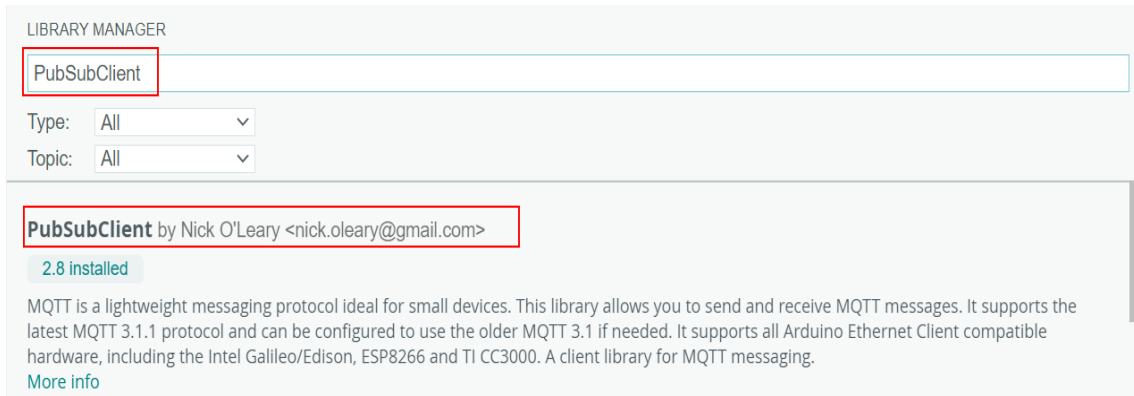 LIBRARY MANAGER
PubSubClient
Type: All
Topic: All
PubSubClient by Nick O'Leary <nick.oleary@gmail.com>
2.8 installed
MQTT is a lightweight messaging protocol ideal for small devices. This library allows you to send and receive MQTT messages. It supports the
latest MQTT 3.1.1 protocol and can be configured to use the older MQTT 3.1 if needed. It supports all Arduino Ethernet Client compatible
hardware, including the Intel Galileo/Edison, ESP8266 and TI CC3000. A client library for MQTT messaging.
More info